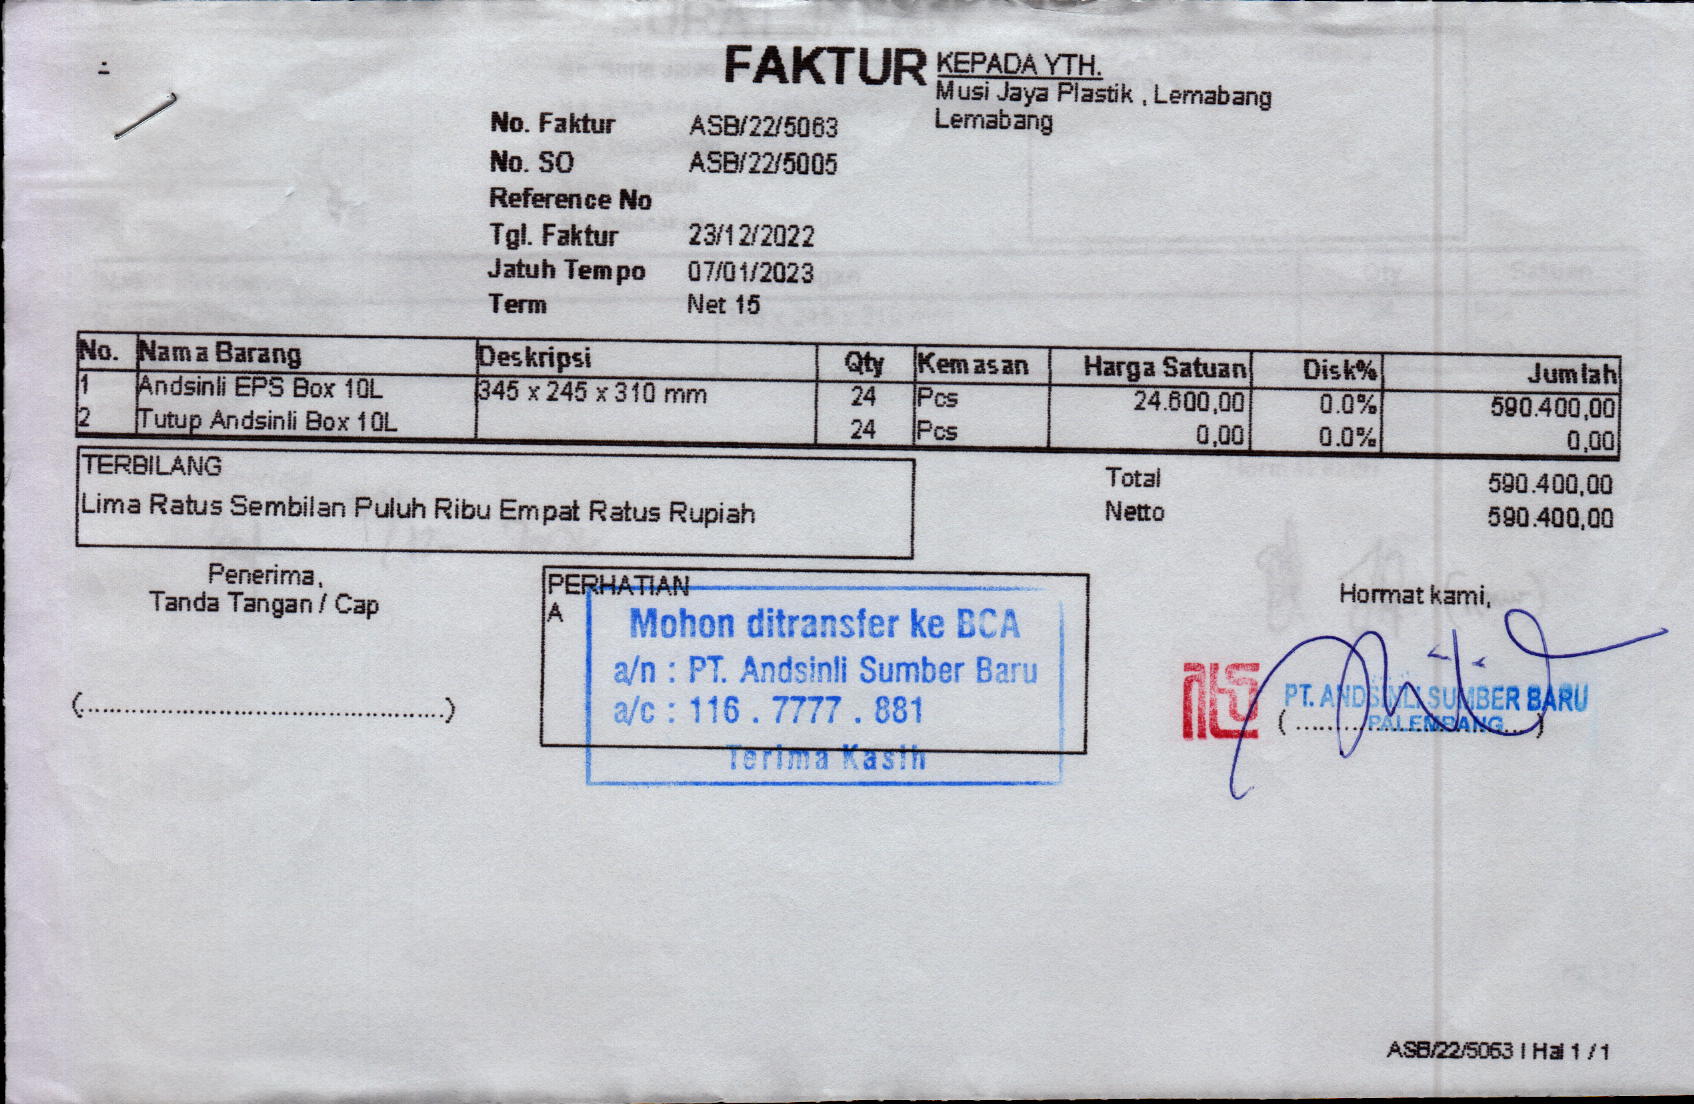 FAKTUR
KEPADA YTH.
Musi Jaya Plastik , Lemabang
Lemabang
No. Faktur ASB/22/5063
No. SO ASB/22/5005
Reference No
Tgl. Faktur 23/12/2022
Jatuh Tempo 07/01/2023
Term Net 15
No. Nama Barang Deskripsi Qty Kemasan Harga Satuan Disk% Jumlah
1 Andsinli EPS Box 10L 345 x 245 x 310 mm 24 Pcs 24.600,00 0.0% 590.400,00
2 Tutup Andsinli Box 10L 24 Pcs 0,00 0.0% 0,00
TERBILANG
Lima Ratus Sembilan Puluh Ribu Empat Ratus Rupiah
Total 590.400,00
Netto 590.400,00
Penerima,
Tanda Tangan / Cap
(................................................)
PERHATIAN
A
Mohon ditransfer ke BCA
a/n : PT. Andsinli Sumber Baru
a/c : 116 . 7777 . 881
Terima Kasih
Hormat kami,
PT. ANDSINLI SUMBER BARU
PALEMBANG
ASB/22/5063 | Hal 1 / 1